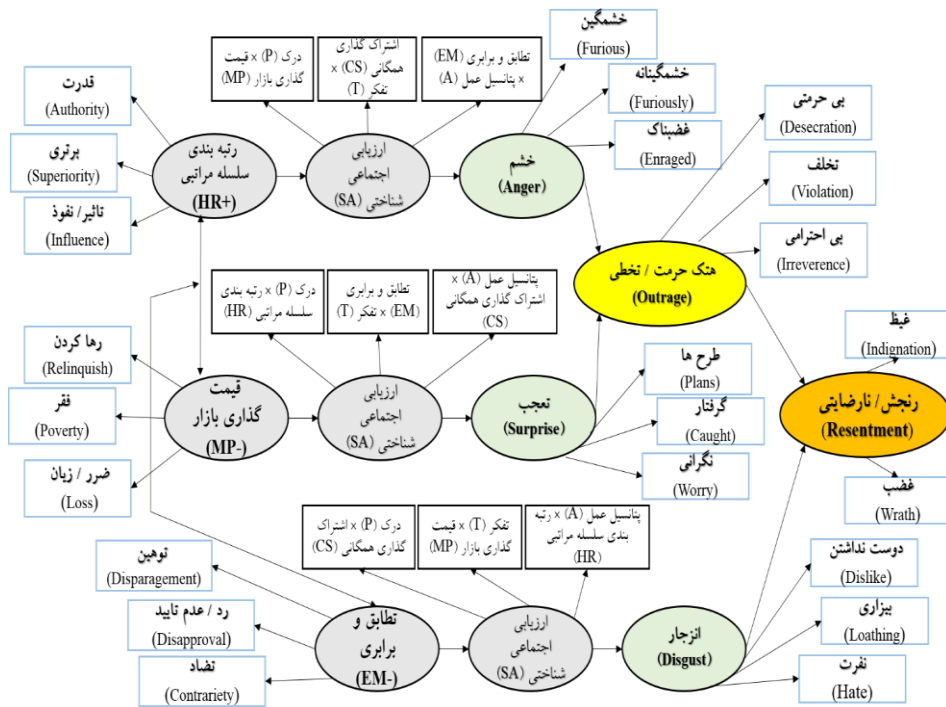 اشتراک گذاری
همگانی (CS) ×
تفکر (T)
درک (P) × قیمت
گذاری بازار (MP)
تطابق و برابری (EM)
× پتانسیل عمل (A)
خشمگین
(Furious)
خشمگینانه
(Furiously)
غضبناک
(Enraged)
قدرت
(Authority)
برتری
(Superiority)
تاثیر/ نفوذ
(Influence)
رتبه بندی
سلسله مراتبی
(HR+)
ارزیابی
اجتماعی
شناختی (SA)
خشم
(Anger)
بی حرمتی
(Desecration)
تخلف
(Violation)
بی احترامی
(Irreverence)
هتک حرمت / تخطی
(Outrage)
درک (P) × رتبه بندی
سلسله مراتبی (HR)
تطابق و برابری
(EM) × تفکر (T)
پتانسیل عمل (A) ×
اشتراک گذاری همگانی
(CS)
رها کردن
(Relinquish)
فقر
(Poverty)
ضرر / زیان
(Loss)
قیمت
گذاری بازار
(MP-)
ارزیابی
اجتماعی
شناختی (SA)
تعجب
(Surprise)
طرح ها
(Plans)
گرفتار
(Caught)
نگرانی
(Worry)
غیظ
(Indignation)
رنجش/ نارضایتی
(Resentment)
غضب
(Wrath)
درک (P) × اشتراک
گذاری همگانی (CS)
تفکر (T) × قیمت
گذاری بازار (MP)
پتانسیل عمل (A) × رتبه
بندی سلسله مراتبی
(HR)
توهین
(Disparagement)
رد / عدم تایید
(Disapproval)
تضاد
(Contrariety)
تطابق و
برابری
(EM-)
ارزیابی
اجتماعی
شناختی (SA)
انزجار
(Disgust)
دوست نداشتن
(Dislike)
بیزاری
(Loathing)
نفرت
(Hate)